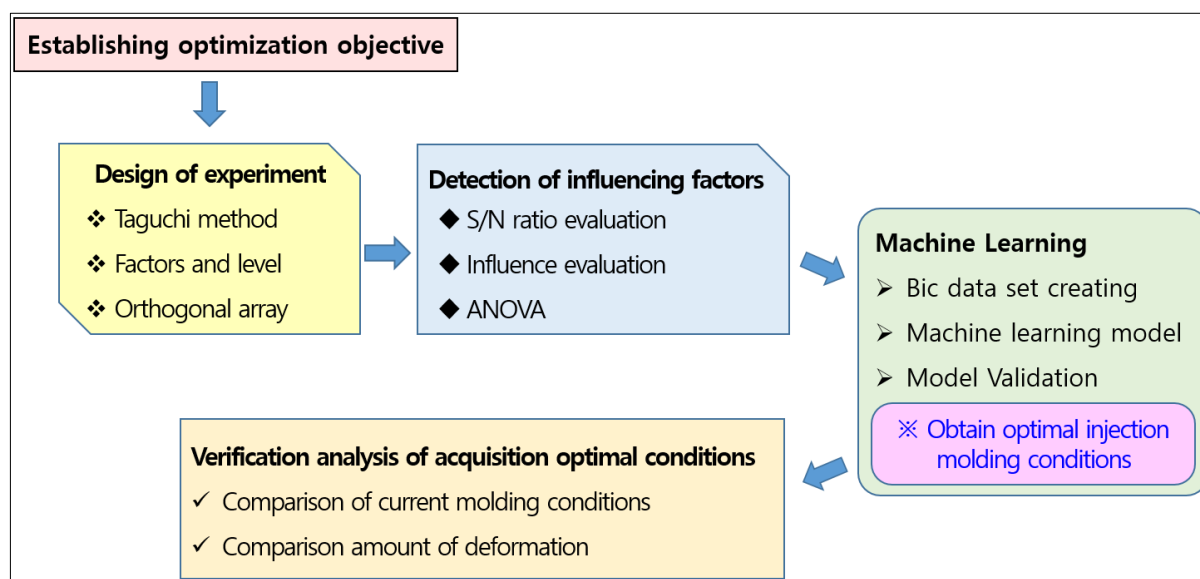 Establishing optimization objective
Design of experiment
❖ Taguchi method
❖ Factors and level
❖ Orthogonal array
Detection of influencing factors
◆ S/N ratio evaluation
◆ Influence evaluation
◆ ANOVA
Machine Learning
➢ Bic data set creating
➢ Machine learning model
➢ Model Validation
※ Obtain optimal injection
molding conditions
Verification analysis of acquisition optimal conditions
✓ Comparison of current molding conditions
✓ Comparison amount of deformation